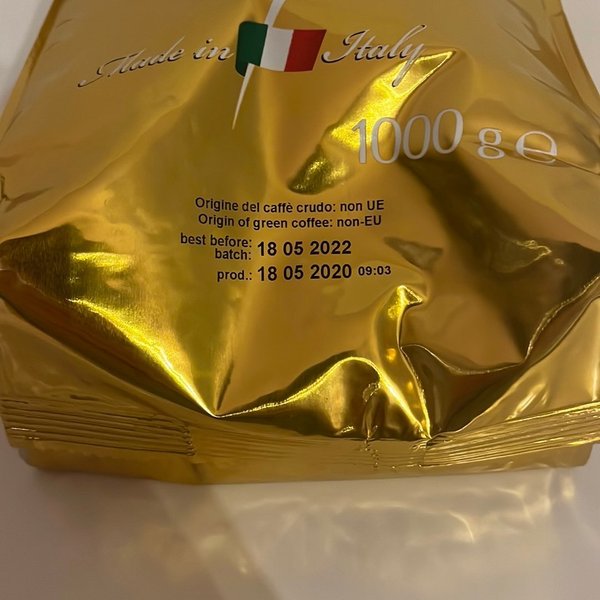 Made in Italy
1000 g ℮
Origine del caffè crudo: non UE
Origin of green coffee: non-EU
best before: 18 05 2022
batch:
prod.: 18 05 2020 09:03